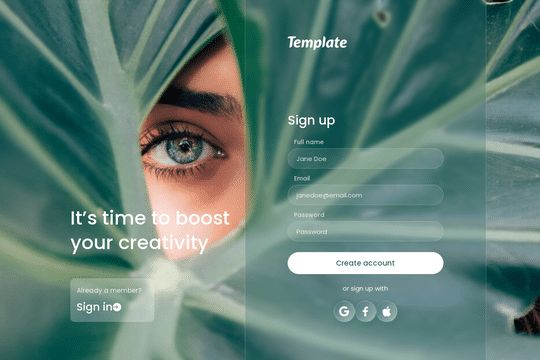 Template
Sign up
Full name
Jane Doe
Email
janedoe@email.com
Password
Password
Create account
or sign up with
G f
It’s time to boost
your creativity
Already a member?
Sign in